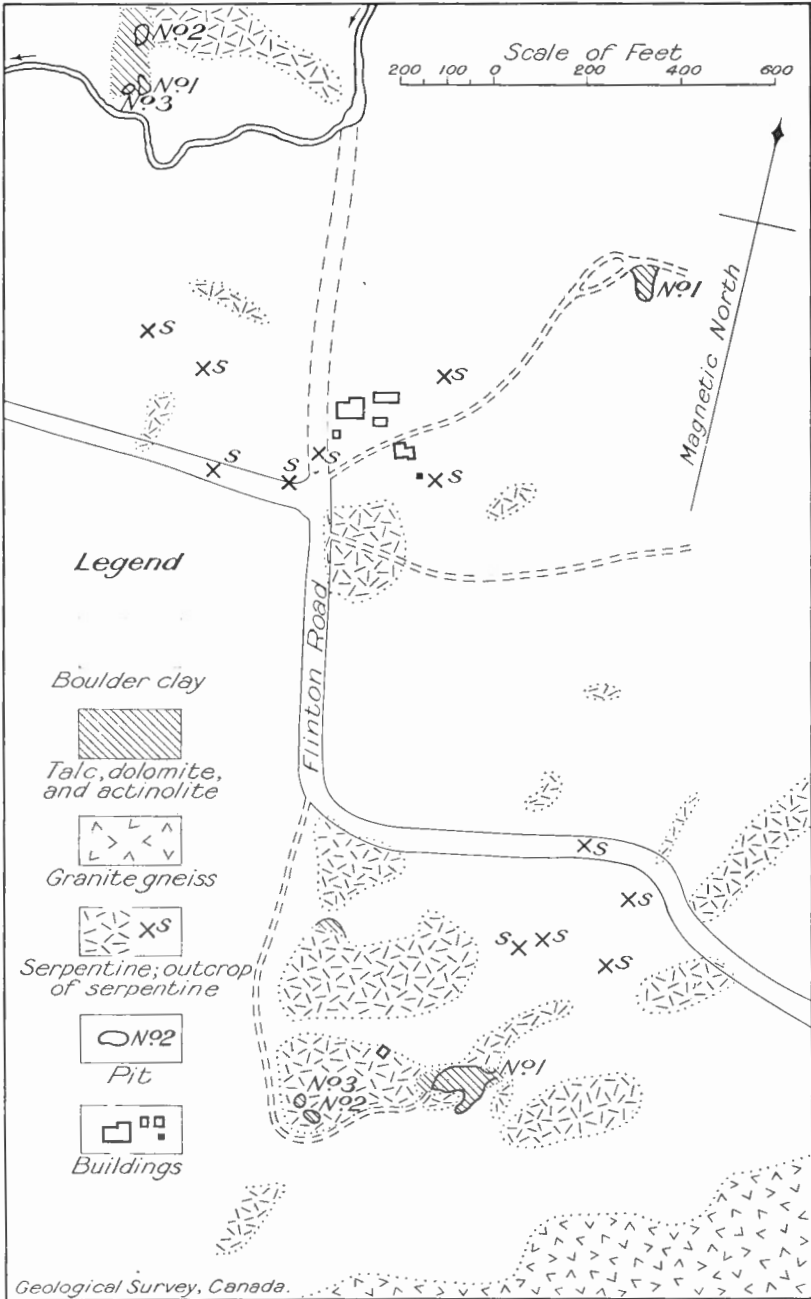 No2
No1
No3
Scale of Feet
200 100 0 200 400 600
No1
Magnetic North
S
S
S
S
S
S
S
Flinton Road
Legend
Boulder clay
Talc, dolomite,
and actinolite
Granite gneiss
S
Serpentine; outcrop
of serpentine
No2
Pit
Buildings
S
S
S
S
S
No1
No3
No2
Geological Survey, Canada.